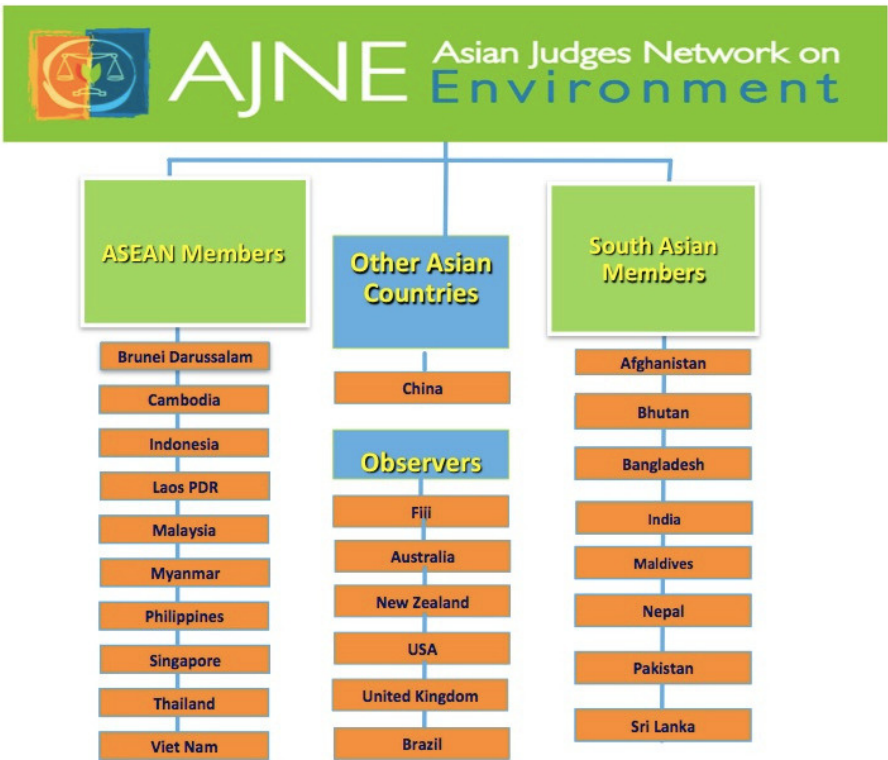 AJNE
Asian Judges Network on
Environment
ASEAN Members
Brunei Darussalam
Cambodia
Indonesia
Laos PDR
Malaysia
Myanmar
Philippines
Singapore
Thailand
Viet Nam
Other Asian
Countries
China
Observers
Fiji
Australia
New Zealand
USA
United Kingdom
Brazil
South Asian
Members
Afghanistan
Bhutan
Bangladesh
India
Maldives
Nepal
Pakistan
Sri Lanka